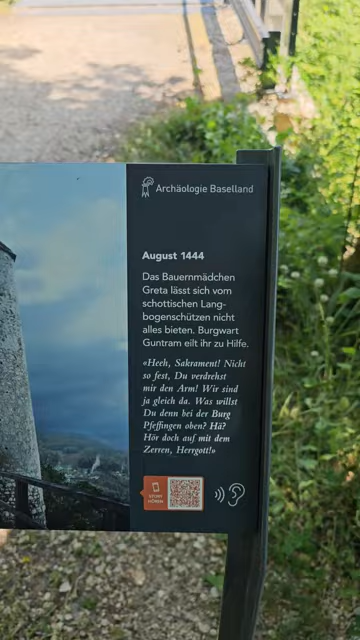 Archäologie Baselland
August 1444
Das Bauernmädchen
Greta lässt sich vom
schottischen Lang-
bogenschützen nicht
alles bieten. Burgwart
Guntram eilt ihr zu Hilfe.
«Heeh, Sakrament! Nicht
so fest, Du verdrehst
mir den Arm! Wir sind
ja gleich da. Was willst
Du denn bei der Burg
Pfeffingen oben? Hä?
Hör doch auf mit dem
Zerren, Herrgott!»
STORY
HÖREN